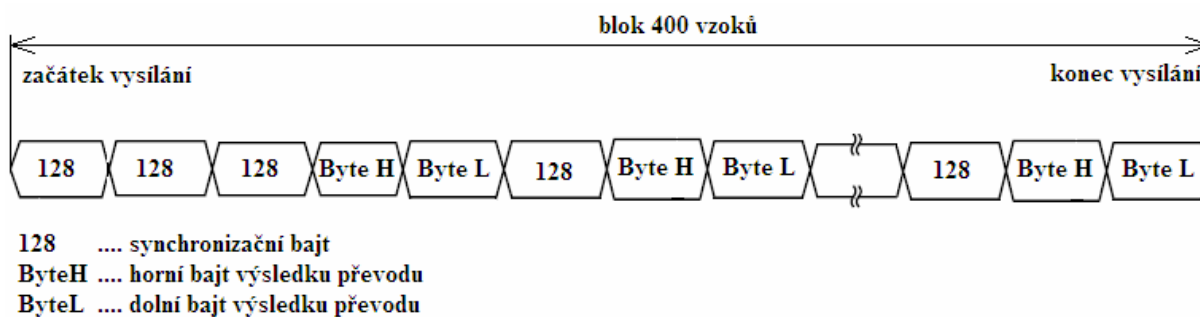 blok 400 vzoků
začátek vysílání
konec vysílání
128 128 128 Byte H Byte L 128 Byte H Byte L 128 Byte H Byte L
128 .... synchronizační bajt
ByteH .... horní bajt výsledku převodu
ByteL .... dolní bajt výsledku převodu